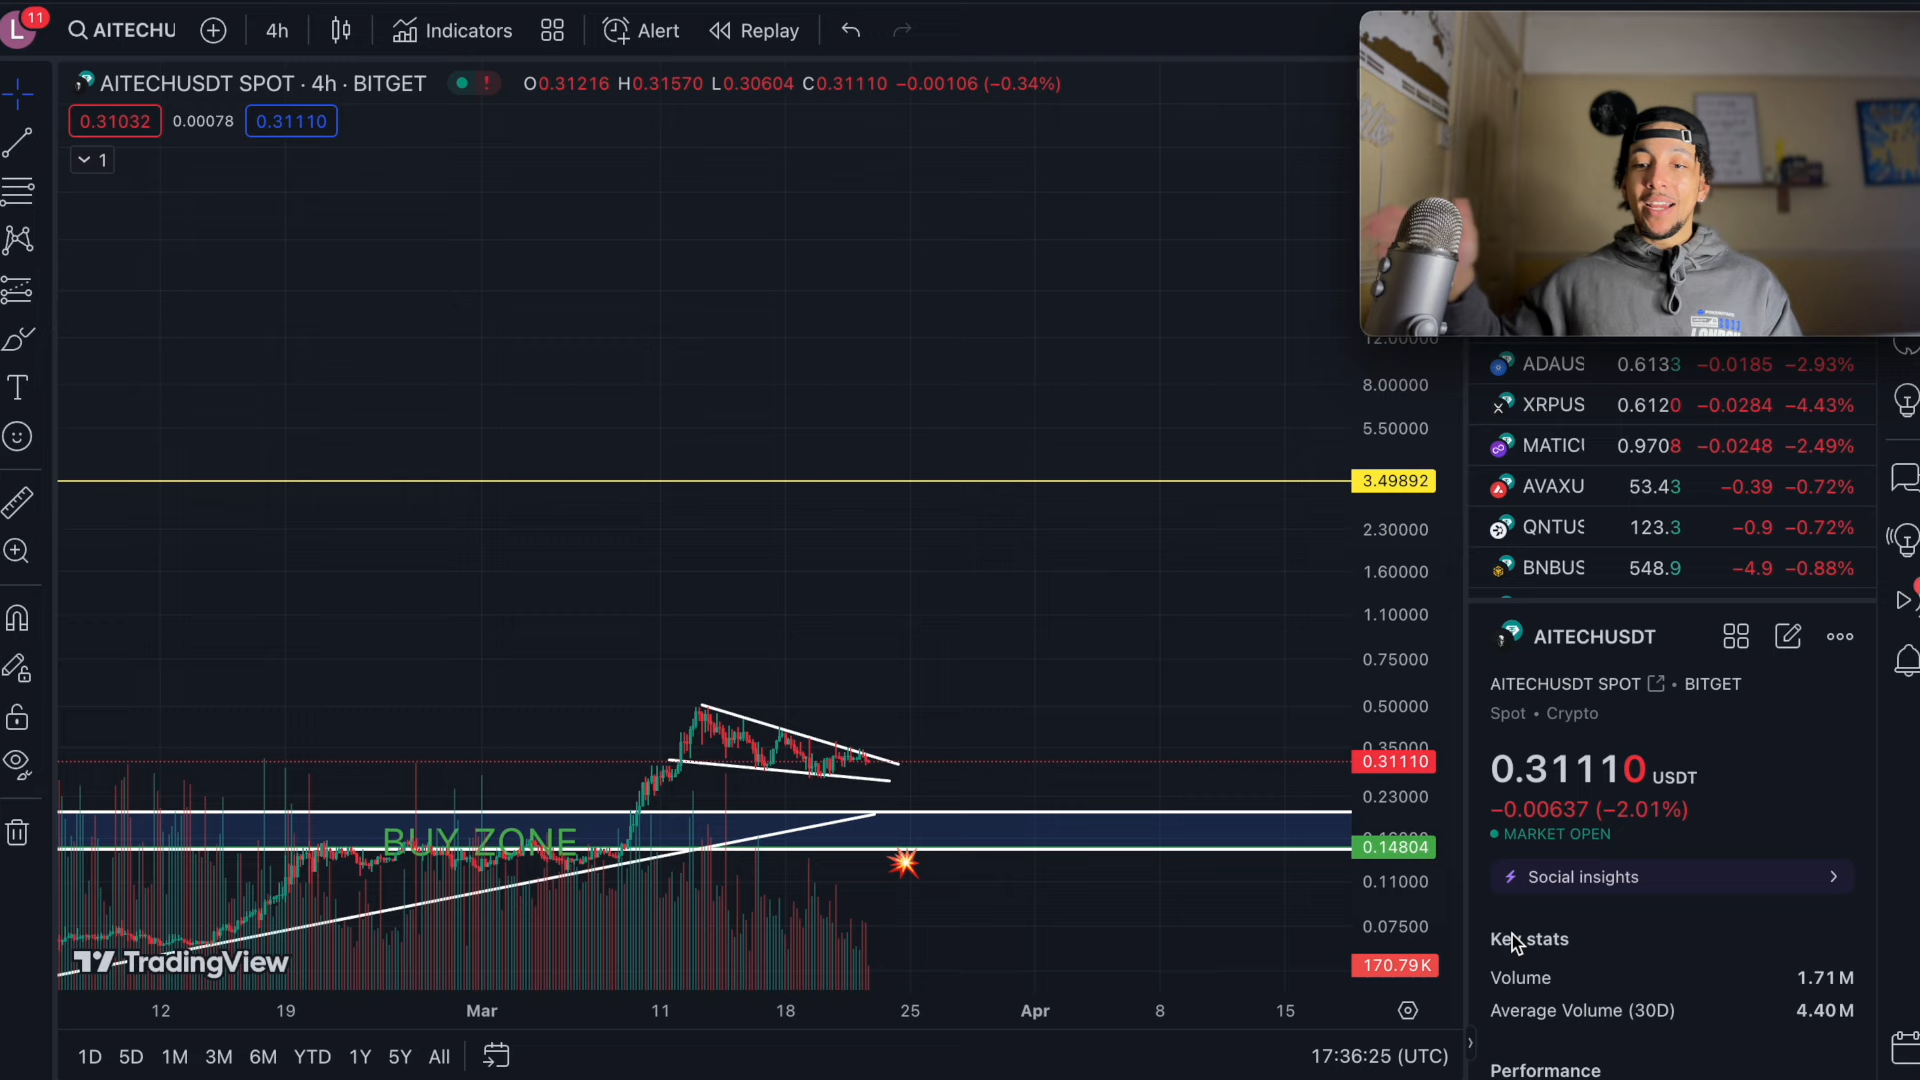 L 11 AITECHU 4h Indicators Alert Replay
AITECHUSDT SPOT · 4h · BITGET ! O0.31216 H0.31570 L0.30604 C0.31110 −0.00106 (−0.34%)
0.31032 0.00078 0.31110
1
12.00000
8.00000
5.50000
3.49892
2.30000
1.60000
1.10000
0.75000
0.50000
0.35000
0.31110
0.23000
BUY ZONE
0.14804
0.11000
0.07500
TradingView
170.79K
12 19 Mar 11 18 25 Apr 8 15
1D 5D 1M 3M 6M YTD 1Y 5Y All 17:36:25 (UTC)
LONDON
ADAUS 0.6133 −0.0185 −2.93%
XRPUS 0.6120 −0.0284 −4.43%
MATICU 0.9708 −0.0248 −2.49%
AVAXU 53.43 −0.39 −0.72%
QNTUS 123.3 −0.9 −0.72%
BNBUS 548.9 −4.9 −0.88%
AITECHUSDT
AITECHUSDT SPOT • BITGET
Spot • Crypto
0.31110 USDT
−0.00637 (−2.01%)
MARKET OPEN
Social insights
Key stats
Volume 1.71M
Average Volume (30D) 4.40M
Performance